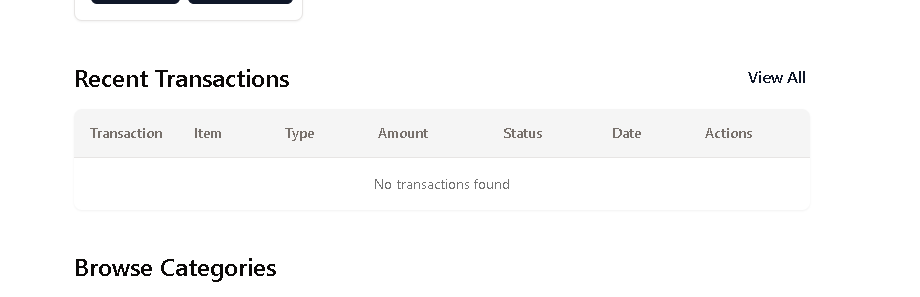 Recent Transactions
View All
Transaction Item Type Amount Status Date Actions
No transactions found
Browse Categories